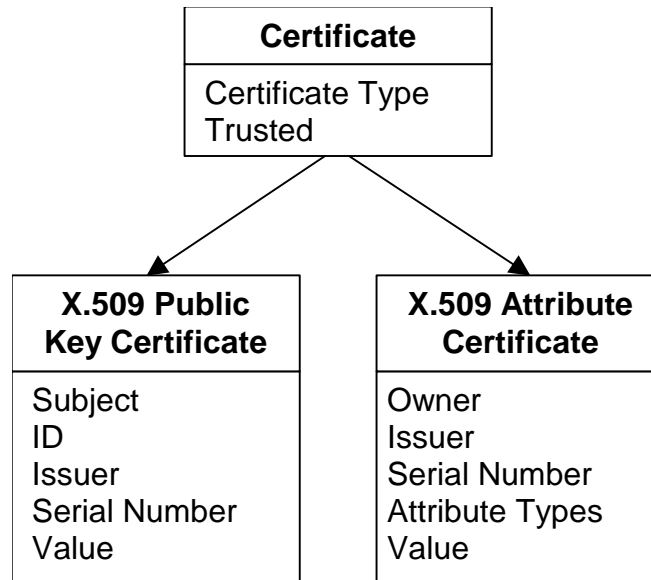 Certificate
Certificate Type
Trusted
X.509 Public
Key Certificate
Subject
ID
Issuer
Serial Number
Value
X.509 Attribute
Certificate
Owner
Issuer
Serial Number
Attribute Types
Value